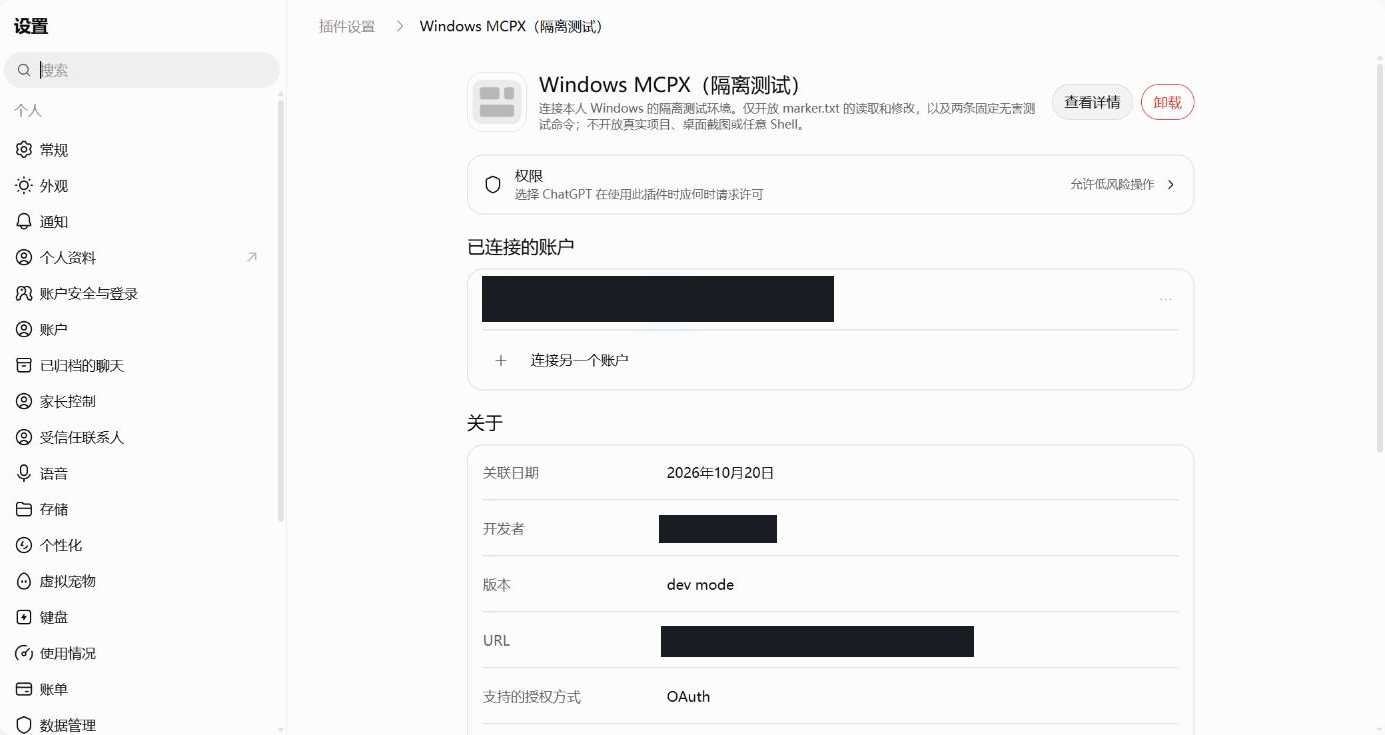 设置
搜索
个人
常规
外观
通知
个人资料
账户安全与登录
账户
已归档的聊天
家长控制
受信任联系人
语音
存储
个性化
虚拟宠物
键盘
使用情况
账单
数据管理
插件设置 > Windows MCPX（隔离测试）
Windows MCPX（隔离测试）
连接本人 Windows 的隔离测试环境。仅开放 marker.txt 的读取和修改，以及两条固定无害测
试命令；不开放真实项目、桌面截图或任意 Shell。
查看详情
卸载
权限
选择 ChatGPT 在使用此插件时应何时请求许可
允许低风险操作
已连接的账户
连接另一个账户
关于
关联日期 2026年10月20日
开发者
版本 dev mode
URL
支持的授权方式 OAuth